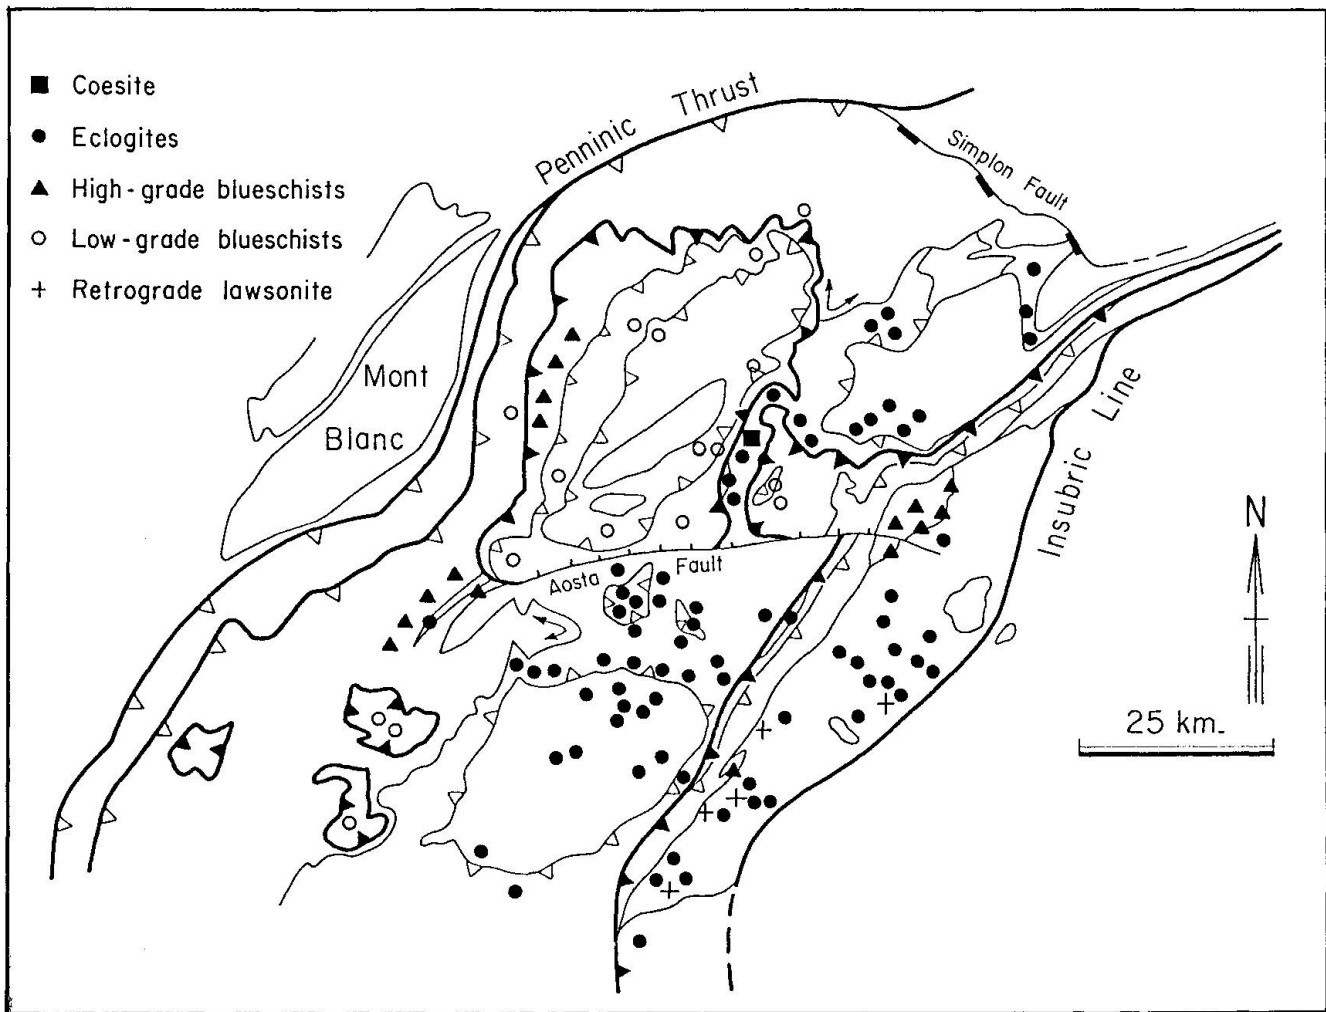 Coesite
Eclogites
High-grade blueschists
Low-grade blueschists
Retrograde lawsonite
Penninic Thrust
Simplon Fault
Mont
Blanc
Insubric Line
Aosta Fault
N
25 km.